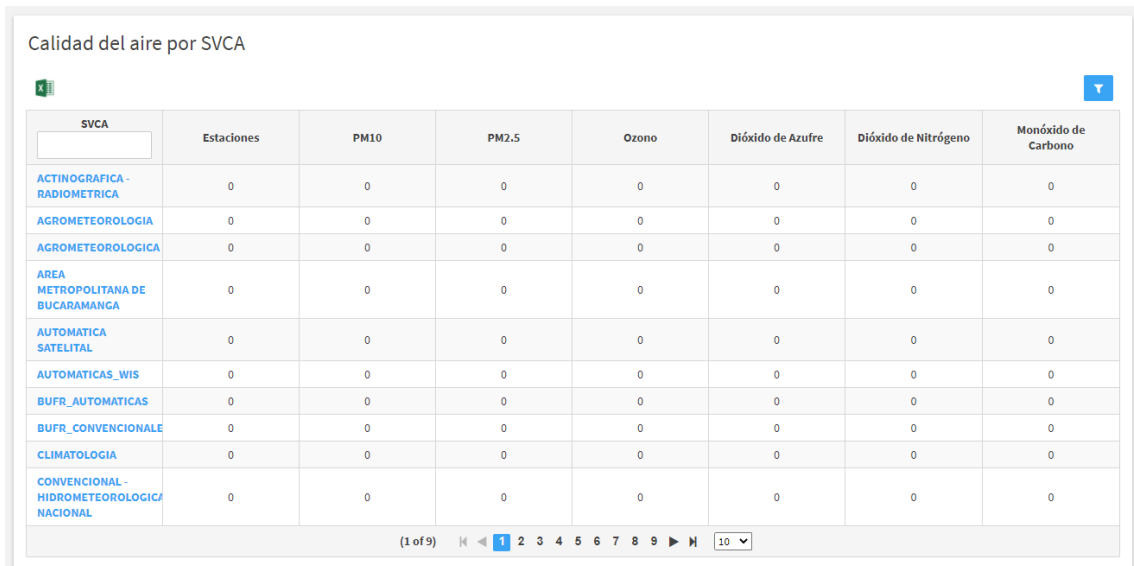 Calidad del aire por SVCA
SVCA Estaciones PM10 PM2.5 Ozono Dióxido de Azufre Dióxido de Nitrógeno Monóxido de
Carbono
ACTINOGRAFICA -
RADIOMETRICA 0 0 0 0 0 0 0
AGROMETEOROLOGIA 0 0 0 0 0 0 0
AGROMETEOROLOGICA 0 0 0 0 0 0 0
AREA
METROPOLITANA DE
BUCARAMANGA 0 0 0 0 0 0 0
AUTOMATICA
SATELITAL 0 0 0 0 0 0 0
AUTOMATICAS_WIS 0 0 0 0 0 0 0
BUFR_AUTOMATICAS 0 0 0 0 0 0 0
BUFR_CONVENCIONALE 0 0 0 0 0 0 0
CLIMATOLOGIA 0 0 0 0 0 0 0
CONVENCIONAL -
HIDROMETEOROLOGICA
NACIONAL 0 0 0 0 0 0 0
(1 of 9) 1 2 3 4 5 6 7 8 9 10